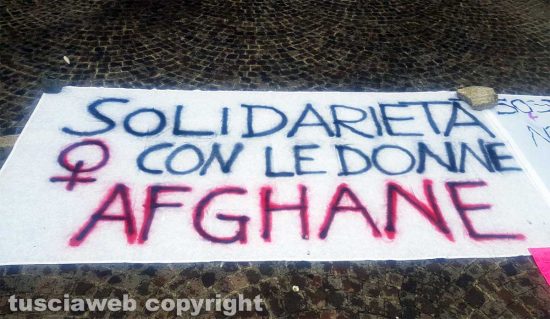 SOLIDARIETÀ
CON LE DONNE
AFGHANE
tusciaweb copyright